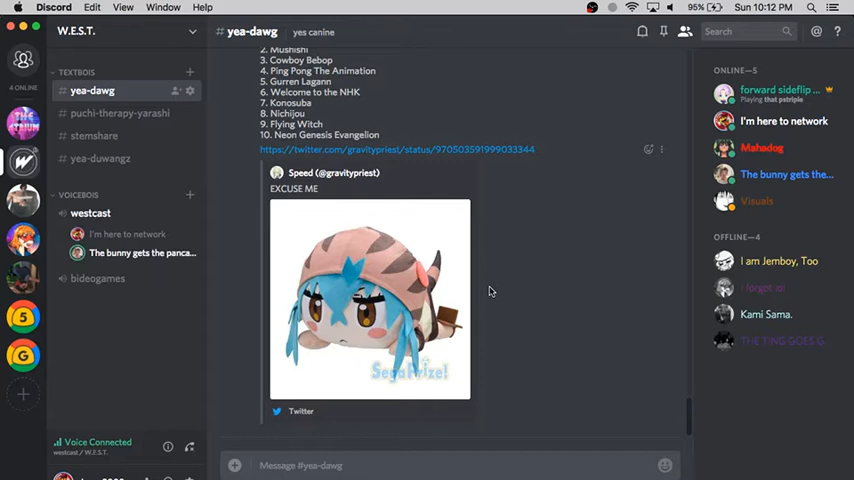 Discord Edit View Window Help
95% Sun 10:12 PM
W.E.S.T.
# yea-dawg yes canine
Search
4 ONLINE
TEXTBOIS
# yea-dawg
# puchi-therapy-yarashi
# stemshare
# yea-duwangz
VOICEBOIS
westcast
I'm here to network
The bunny gets the panca...
bideogames
Voice Connected
westcast / W.E.S.T.
2. Mushishi
3. Cowboy Bebop
4. Ping Pong The Animation
5. Gurren Lagann
6. Welcome to the NHK
7. Konosuba
8. Nichijou
9. Flying Witch
10. Neon Genesis Evangelion
https://twitter.com/gravitypriest/status/970503591999033344
Speed (@gravitypriest)
EXCUSE ME
SegaPrize!
Twitter
Message #yea-dawg
ONLINE—5
forward sideflip ...
Playing that pstriple
I'm here to network
Mahadog
The bunny gets the...
Visuals
OFFLINE—4
I am Jemboy, Too
I forgot lol
Kami Sama.